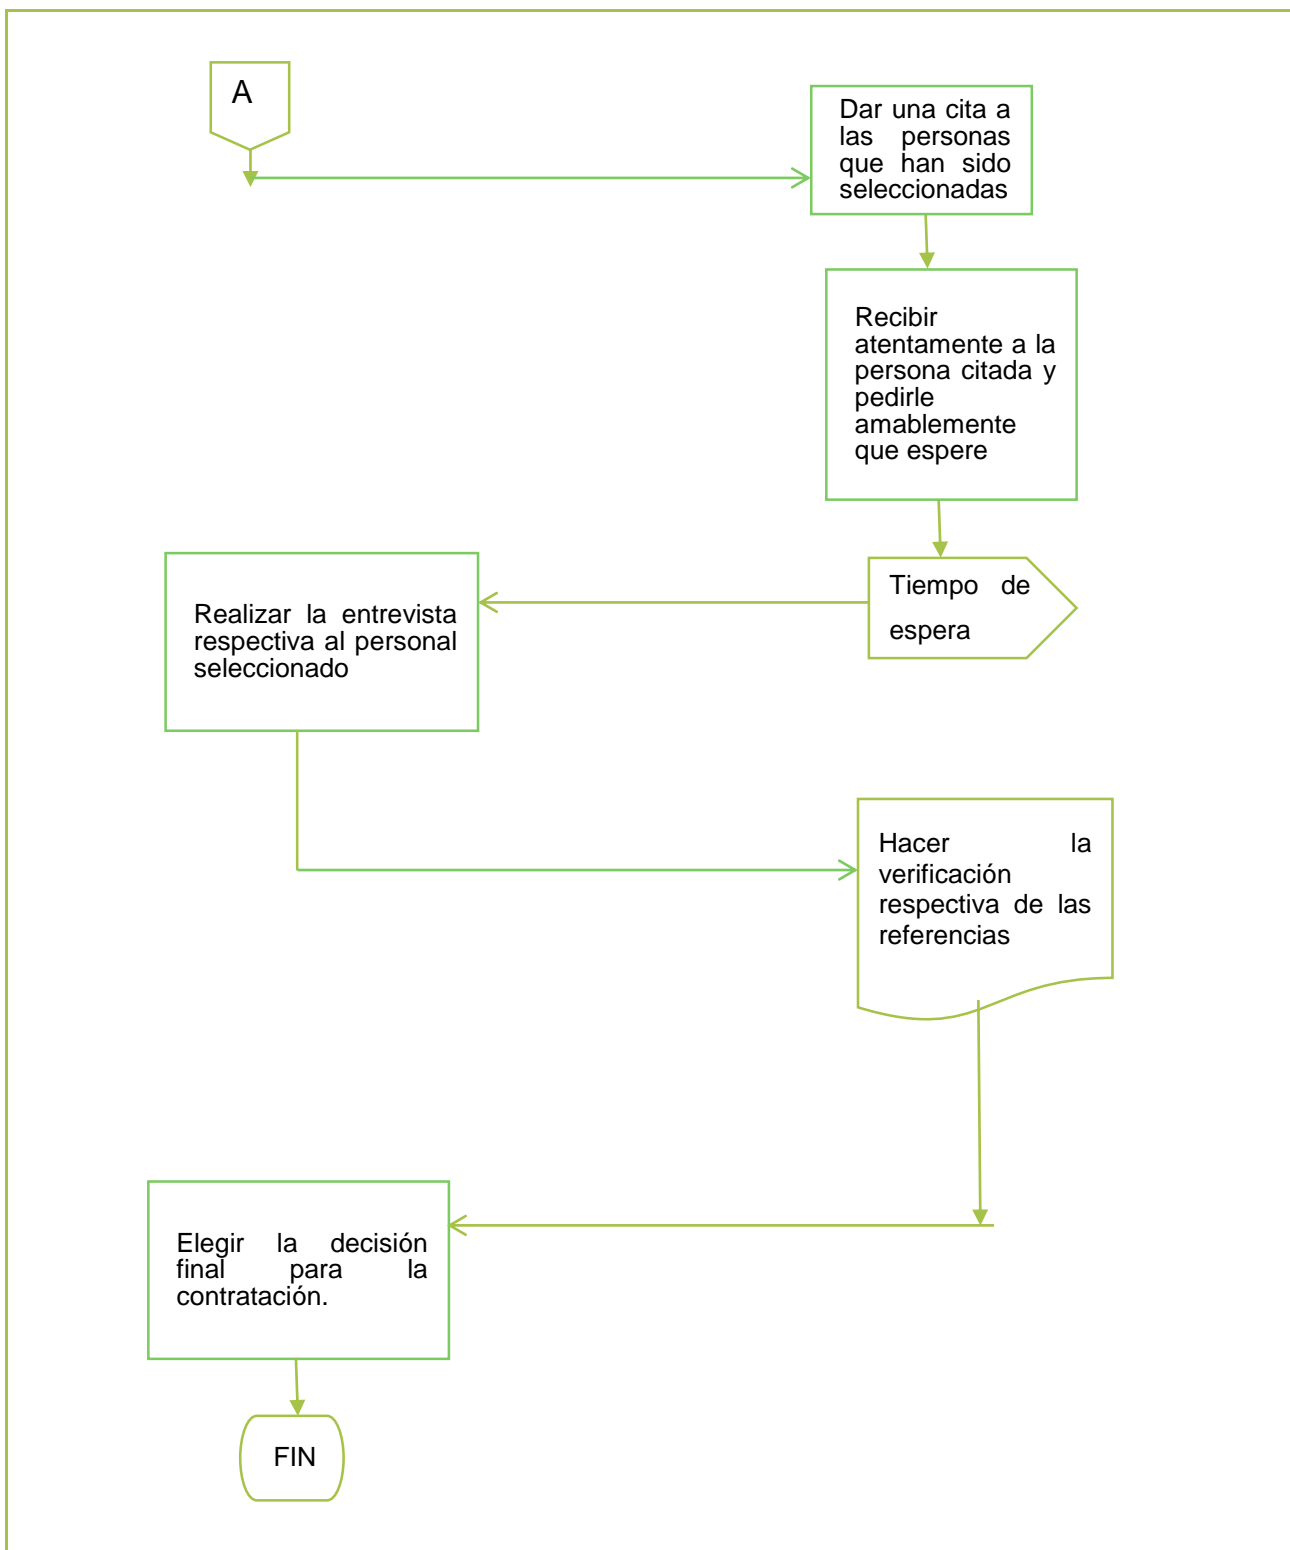 A
Dar una cita a
las personas
que han sido
seleccionadas
Recibir
atentamente a la
persona citada y
pedirle
amablemente
que espere
Tiempo de
espera
Realizar la entrevista
respectiva al personal
seleccionado
Hacer la
verificación
respectiva de las
referencias
Elegir la decisión
final para la
contratación.
FIN